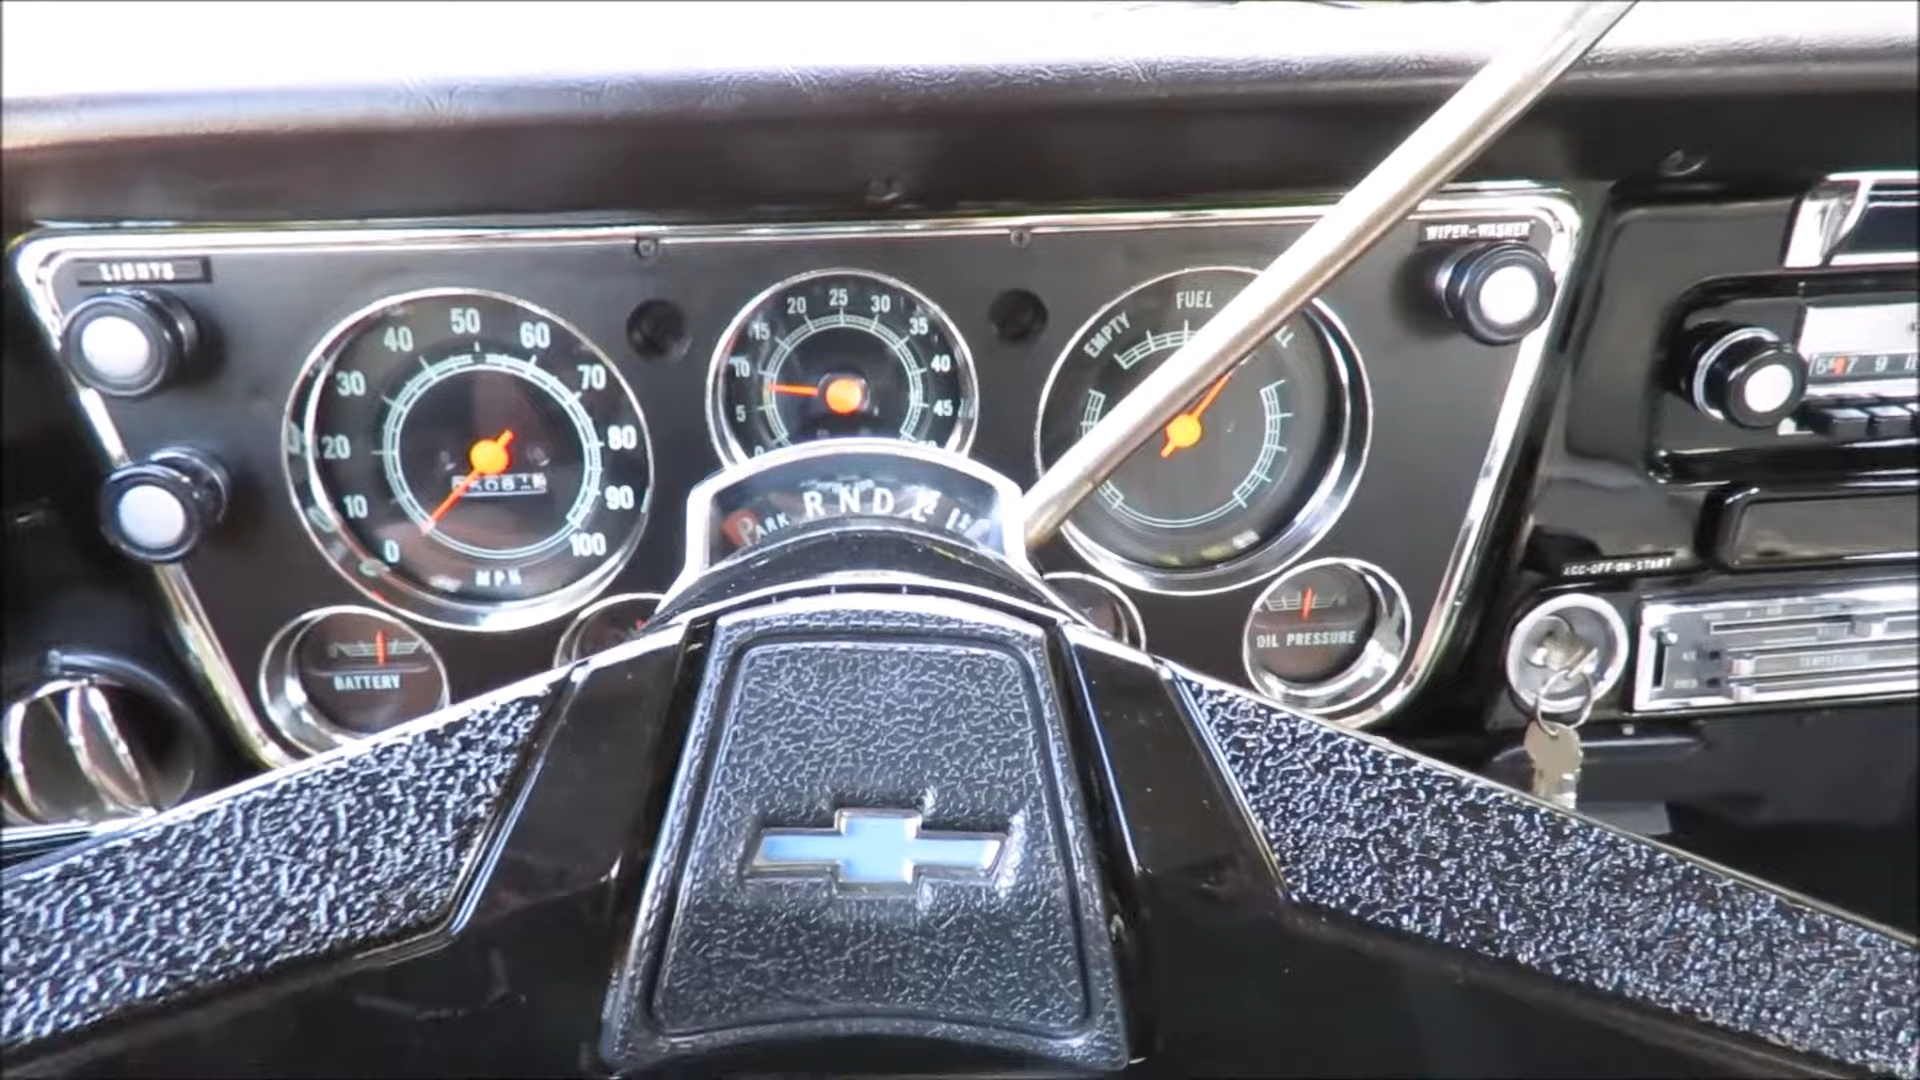 LIGHTS
WIPER-WASHER
0 10 20 30 40 50 60 70 80 90 100
MPH
5 10 15 20 25 30 35 40 45
FUEL
EMPTY
PARK R N D L
BATTERY
OIL PRESSURE
ACC-OFF-ON-START